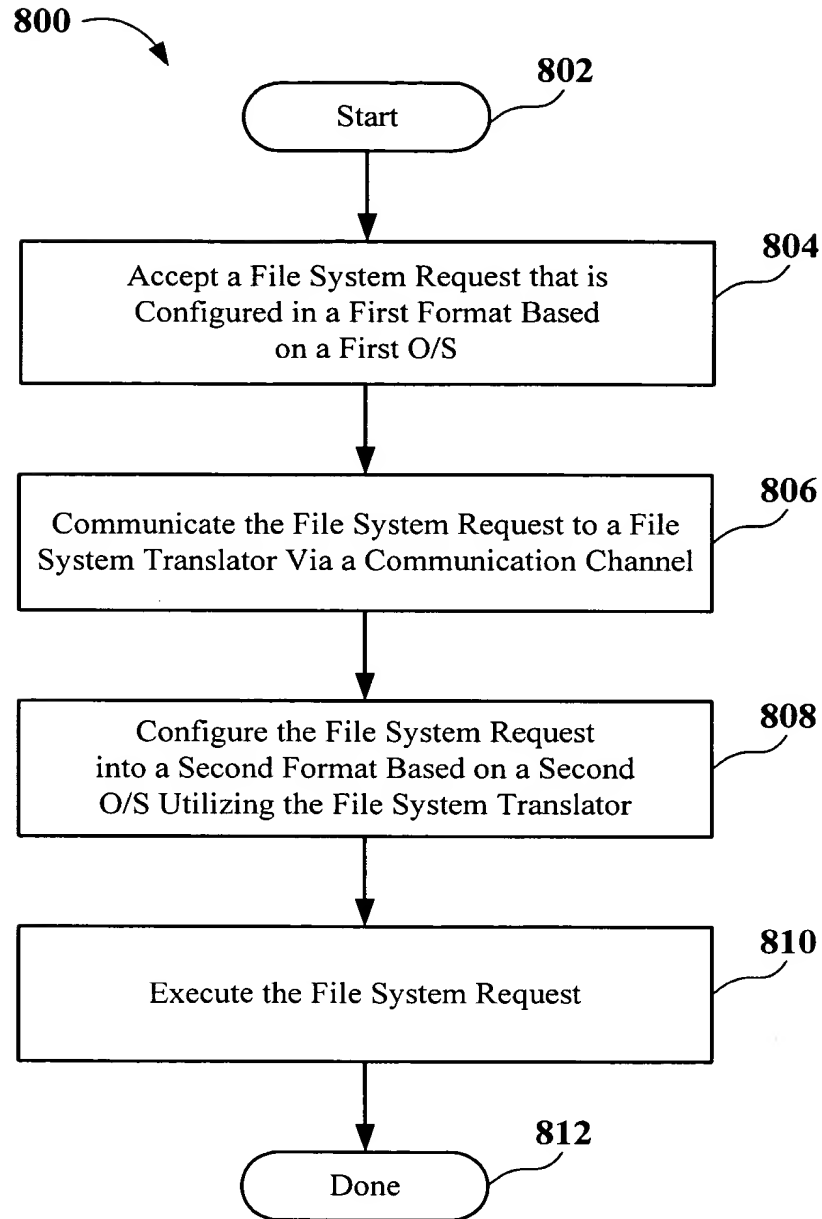 800
802
Start
804
Accept a File System Request that is
Configured in a First Format Based
on a First O/S
806
Communicate the File System Request to a File
System Translator Via a Communication Channel
808
Configure the File System Request
into a Second Format Based on a Second
O/S Utilizing the File System Translator
810
Execute the File System Request
812
Done